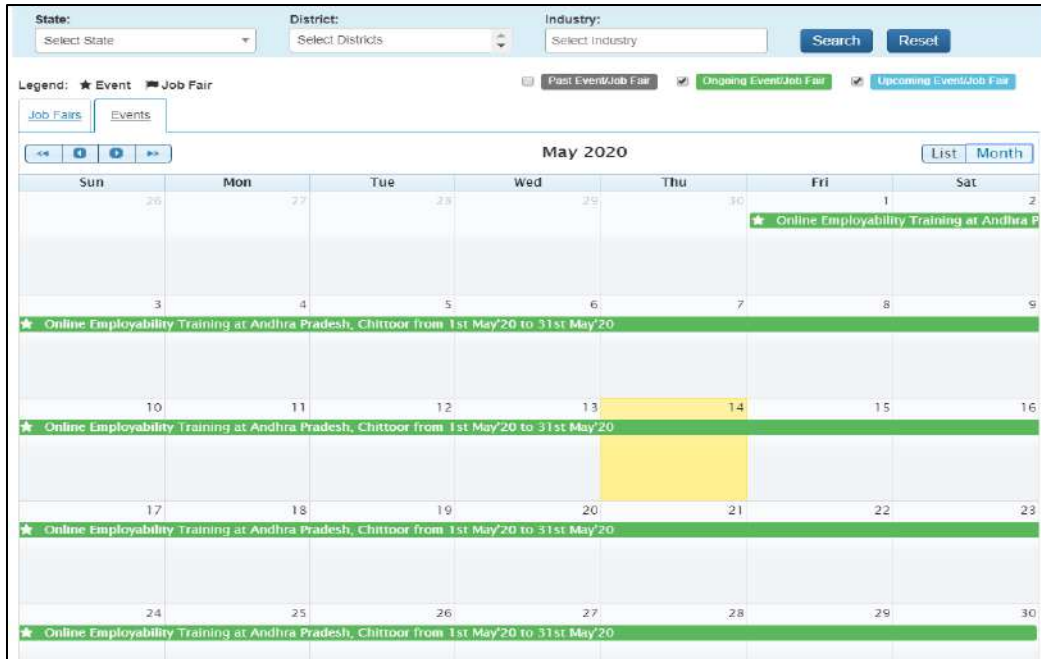 State: District: Industry:
Select State Select Districts Select Industry Search Reset
Legend: ★ Event Job Fair Past Event/Job Fair Ongoing Event/Job Fair Upcoming Event/Job Fair
Job Fairs Events
May 2020 List Month
Sun Mon Tue Wed Thu Fri Sat
26 27 28 29 30 1 2
★ Online Employability Training at Andhra P
3 4 5 6 7 8 9
★ Online Employability Training at Andhra Pradesh, Chittoor from 1st May'20 to 31st May'20
10 11 12 13 14 15 16
★ Online Employability Training at Andhra Pradesh, Chittoor from 1st May'20 to 31st May'20
17 18 19 20 21 22 23
★ Online Employability Training at Andhra Pradesh, Chittoor from 1st May'20 to 31st May'20
24 25 26 27 28 29 30
★ Online Employability Training at Andhra Pradesh, Chittoor from 1st May'20 to 31st May'20